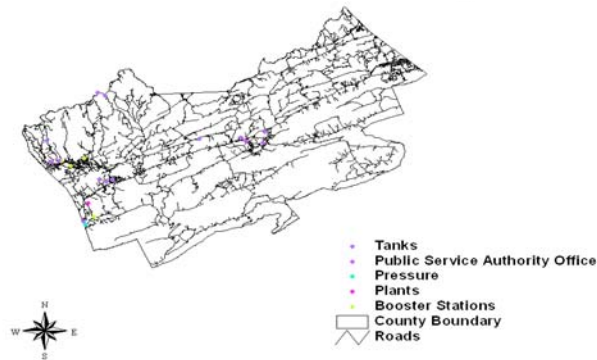 Tanks
Public Service Authority Office
Pressure
Plants
Booster Stations
County Boundary
Roads
N
W E
S